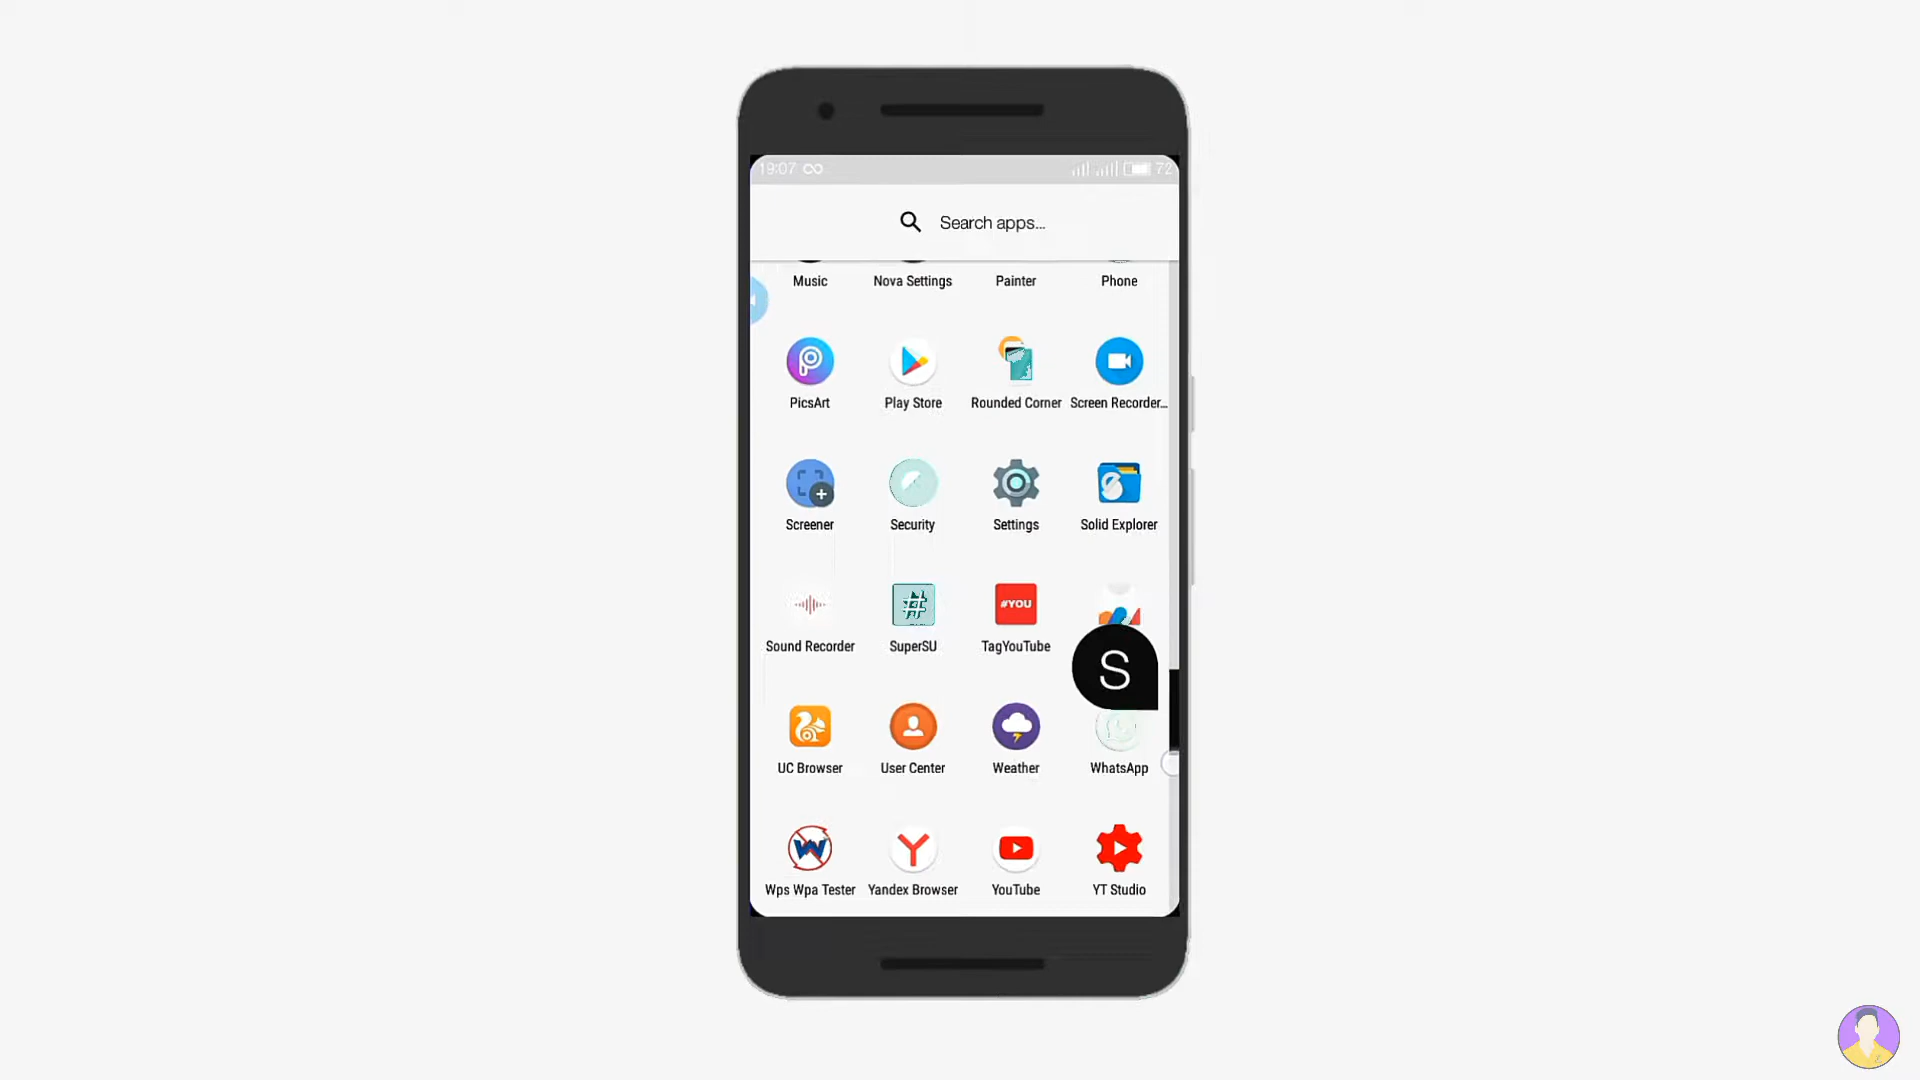 19:07 72
Search apps...
Music Nova Settings Painter Phone
PicsArt Play Store Rounded Corner Screen Recorder...
Screener Security Settings Solid Explorer
#YOU
Sound Recorder SuperSU TagYouTube
S
UC Browser User Center Weather WhatsApp
Wps Wpa Tester Yandex Browser YouTube YT Studio